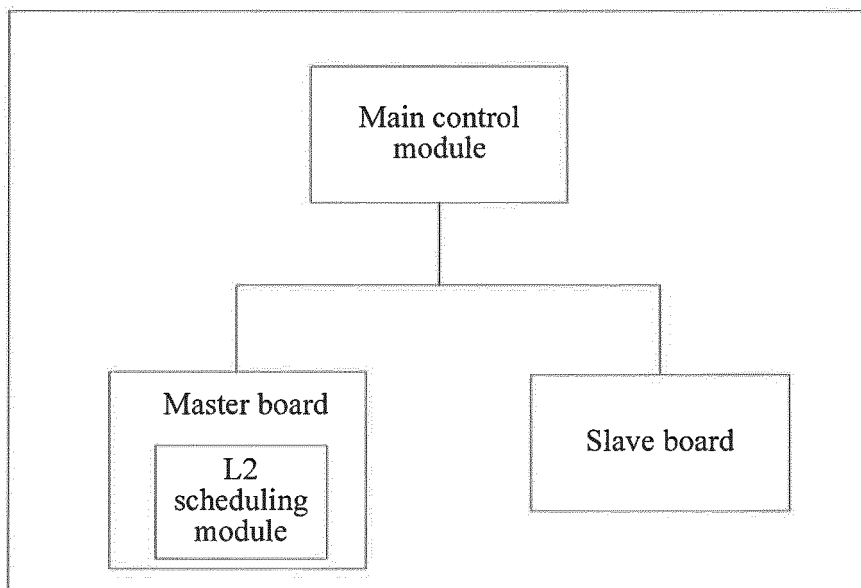 Main control
module
Master board
L2
scheduling
module
Slave board